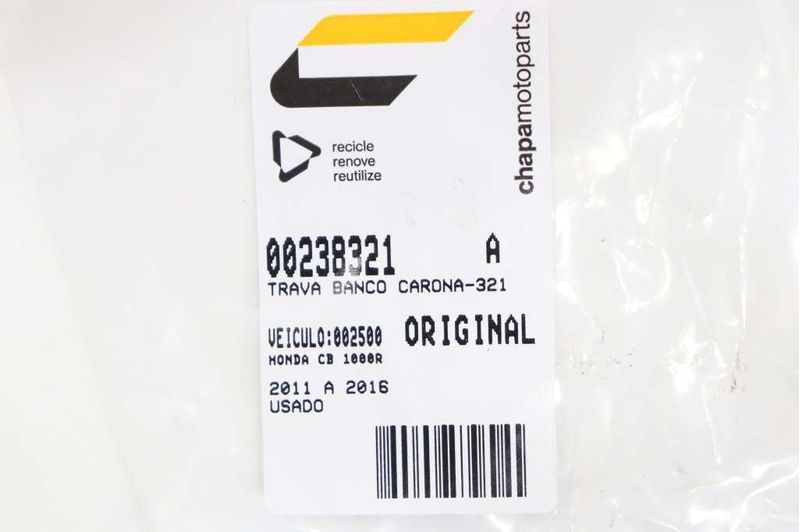 chapamotoparts
recicle
renove
reutilize
00238321 A
TRAVA BANCO CARONA-321
VEICULO:002500 ORIGINAL
HONDA CB 1000R
2011 A 2016
USADO